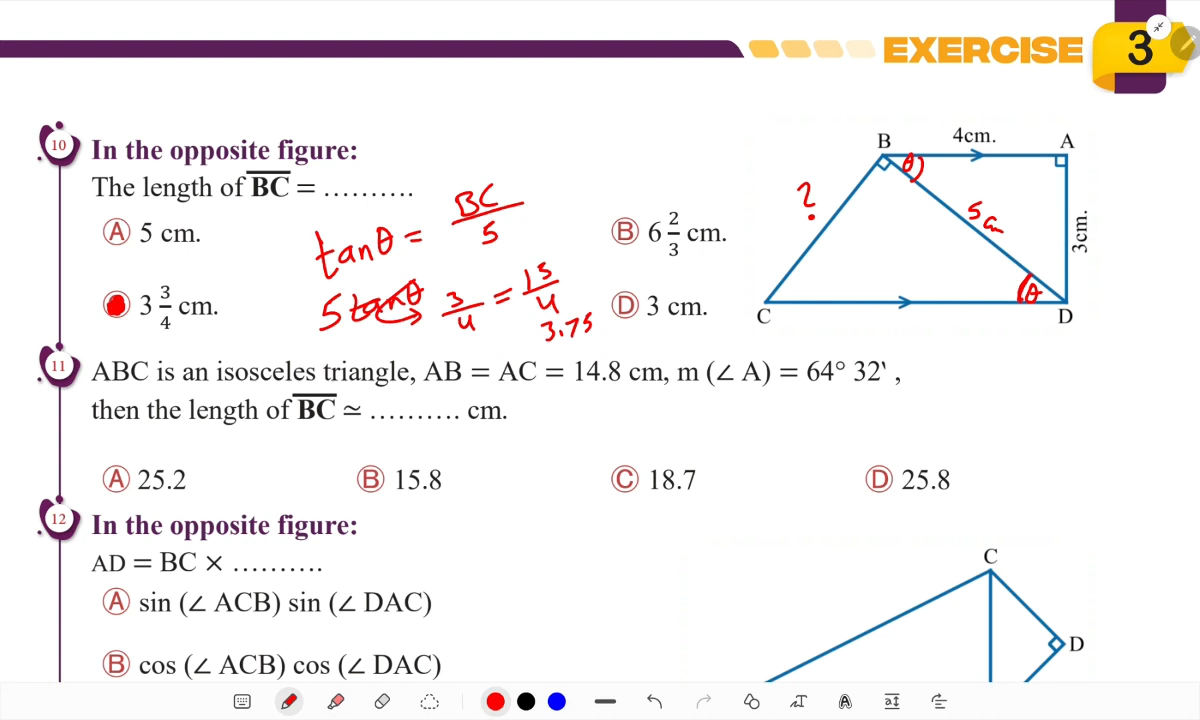 EXERCISE 3
10 In the opposite figure:
The length of BC = ..........
A 5 cm.
B 6 2/3 cm.
3 3/4 cm.
D 3 cm.
tanθ = BC/5
5 tanθ 3/4 = 15/4
3.75
B 4cm. A
θ
?
5 cm
3cm.
θ
C D
11 ABC is an isosceles triangle, AB = AC = 14.8 cm, m (∠ A) = 64° 32' ,
then the length of BC ≃ .......... cm.
A 25.2 B 15.8 C 18.7 D 25.8
12 In the opposite figure:
AD = BC × ..........
A sin (∠ ACB) sin (∠ DAC)
B cos (∠ ACB) cos (∠ DAC)
C
D